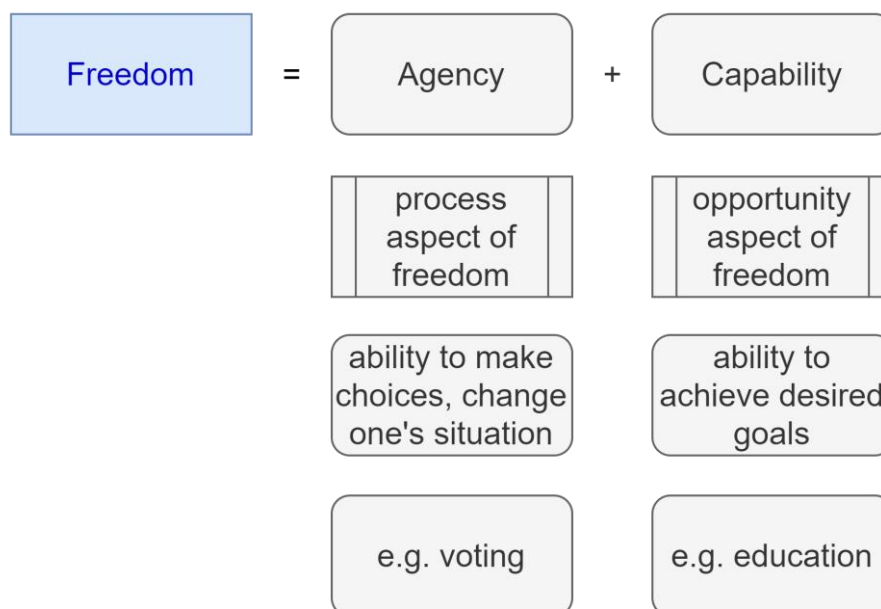 Freedom = Agency + Capability
process opportunity
aspect of aspect of
freedom freedom
ability to make ability to
choices, change achieve desired
one's situation goals
e.g. voting e.g. education